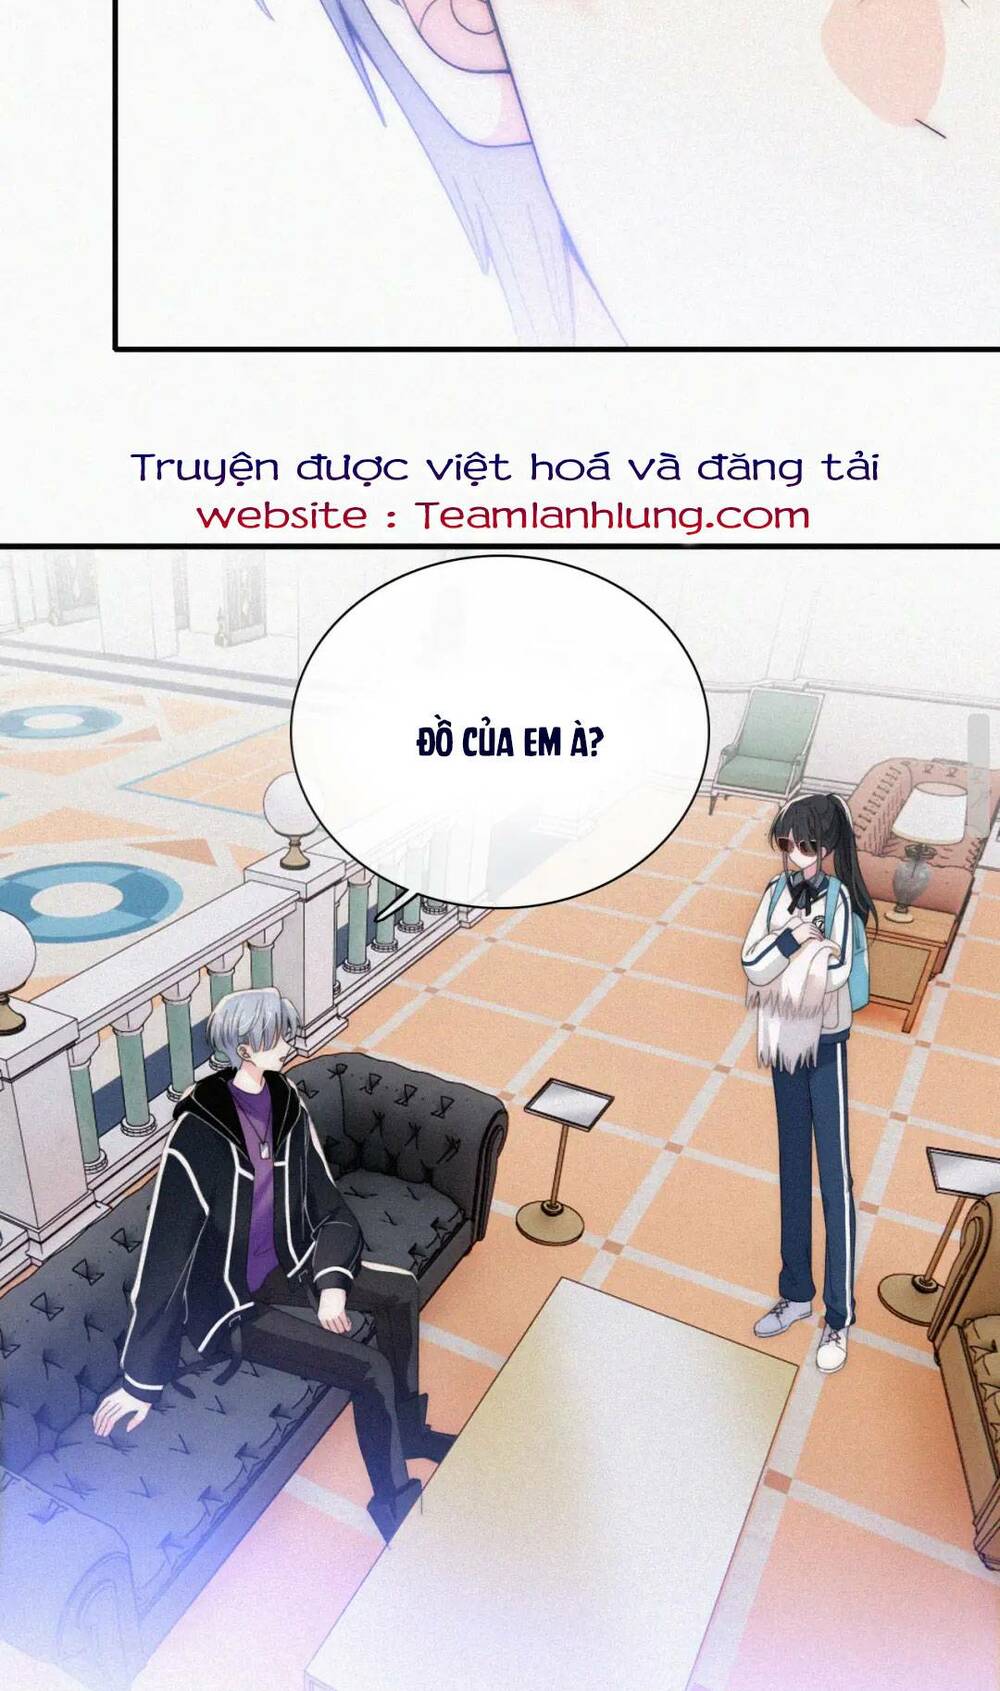 Truyện được việt hoá và đăng tải
website : Teamlanhlung.com
ĐỒ CỦA EM À?